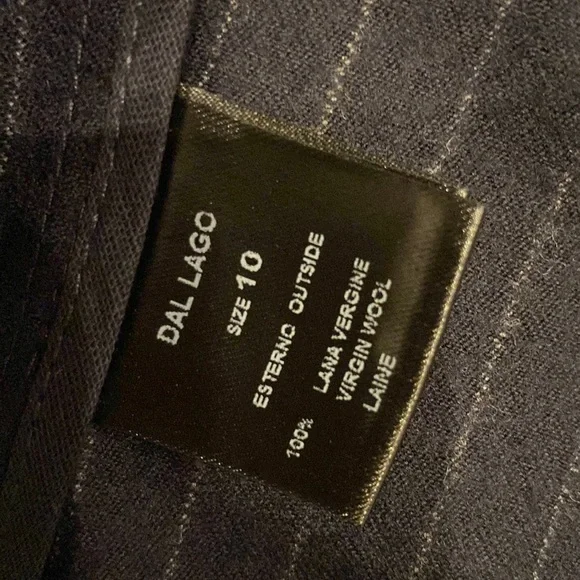 DAL LAGO
SIZE 10
ESTERNO OUTSIDE
100% LANA VERGINE
VIRGIN WOOL
LAINE